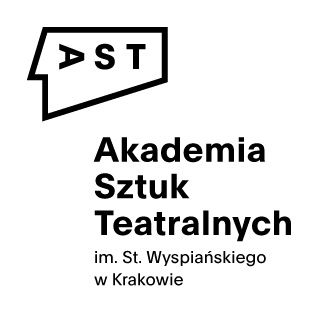 AST
Akademia
Sztuk
Teatralnych
im. St. Wyspiańskiego
w Krakowie